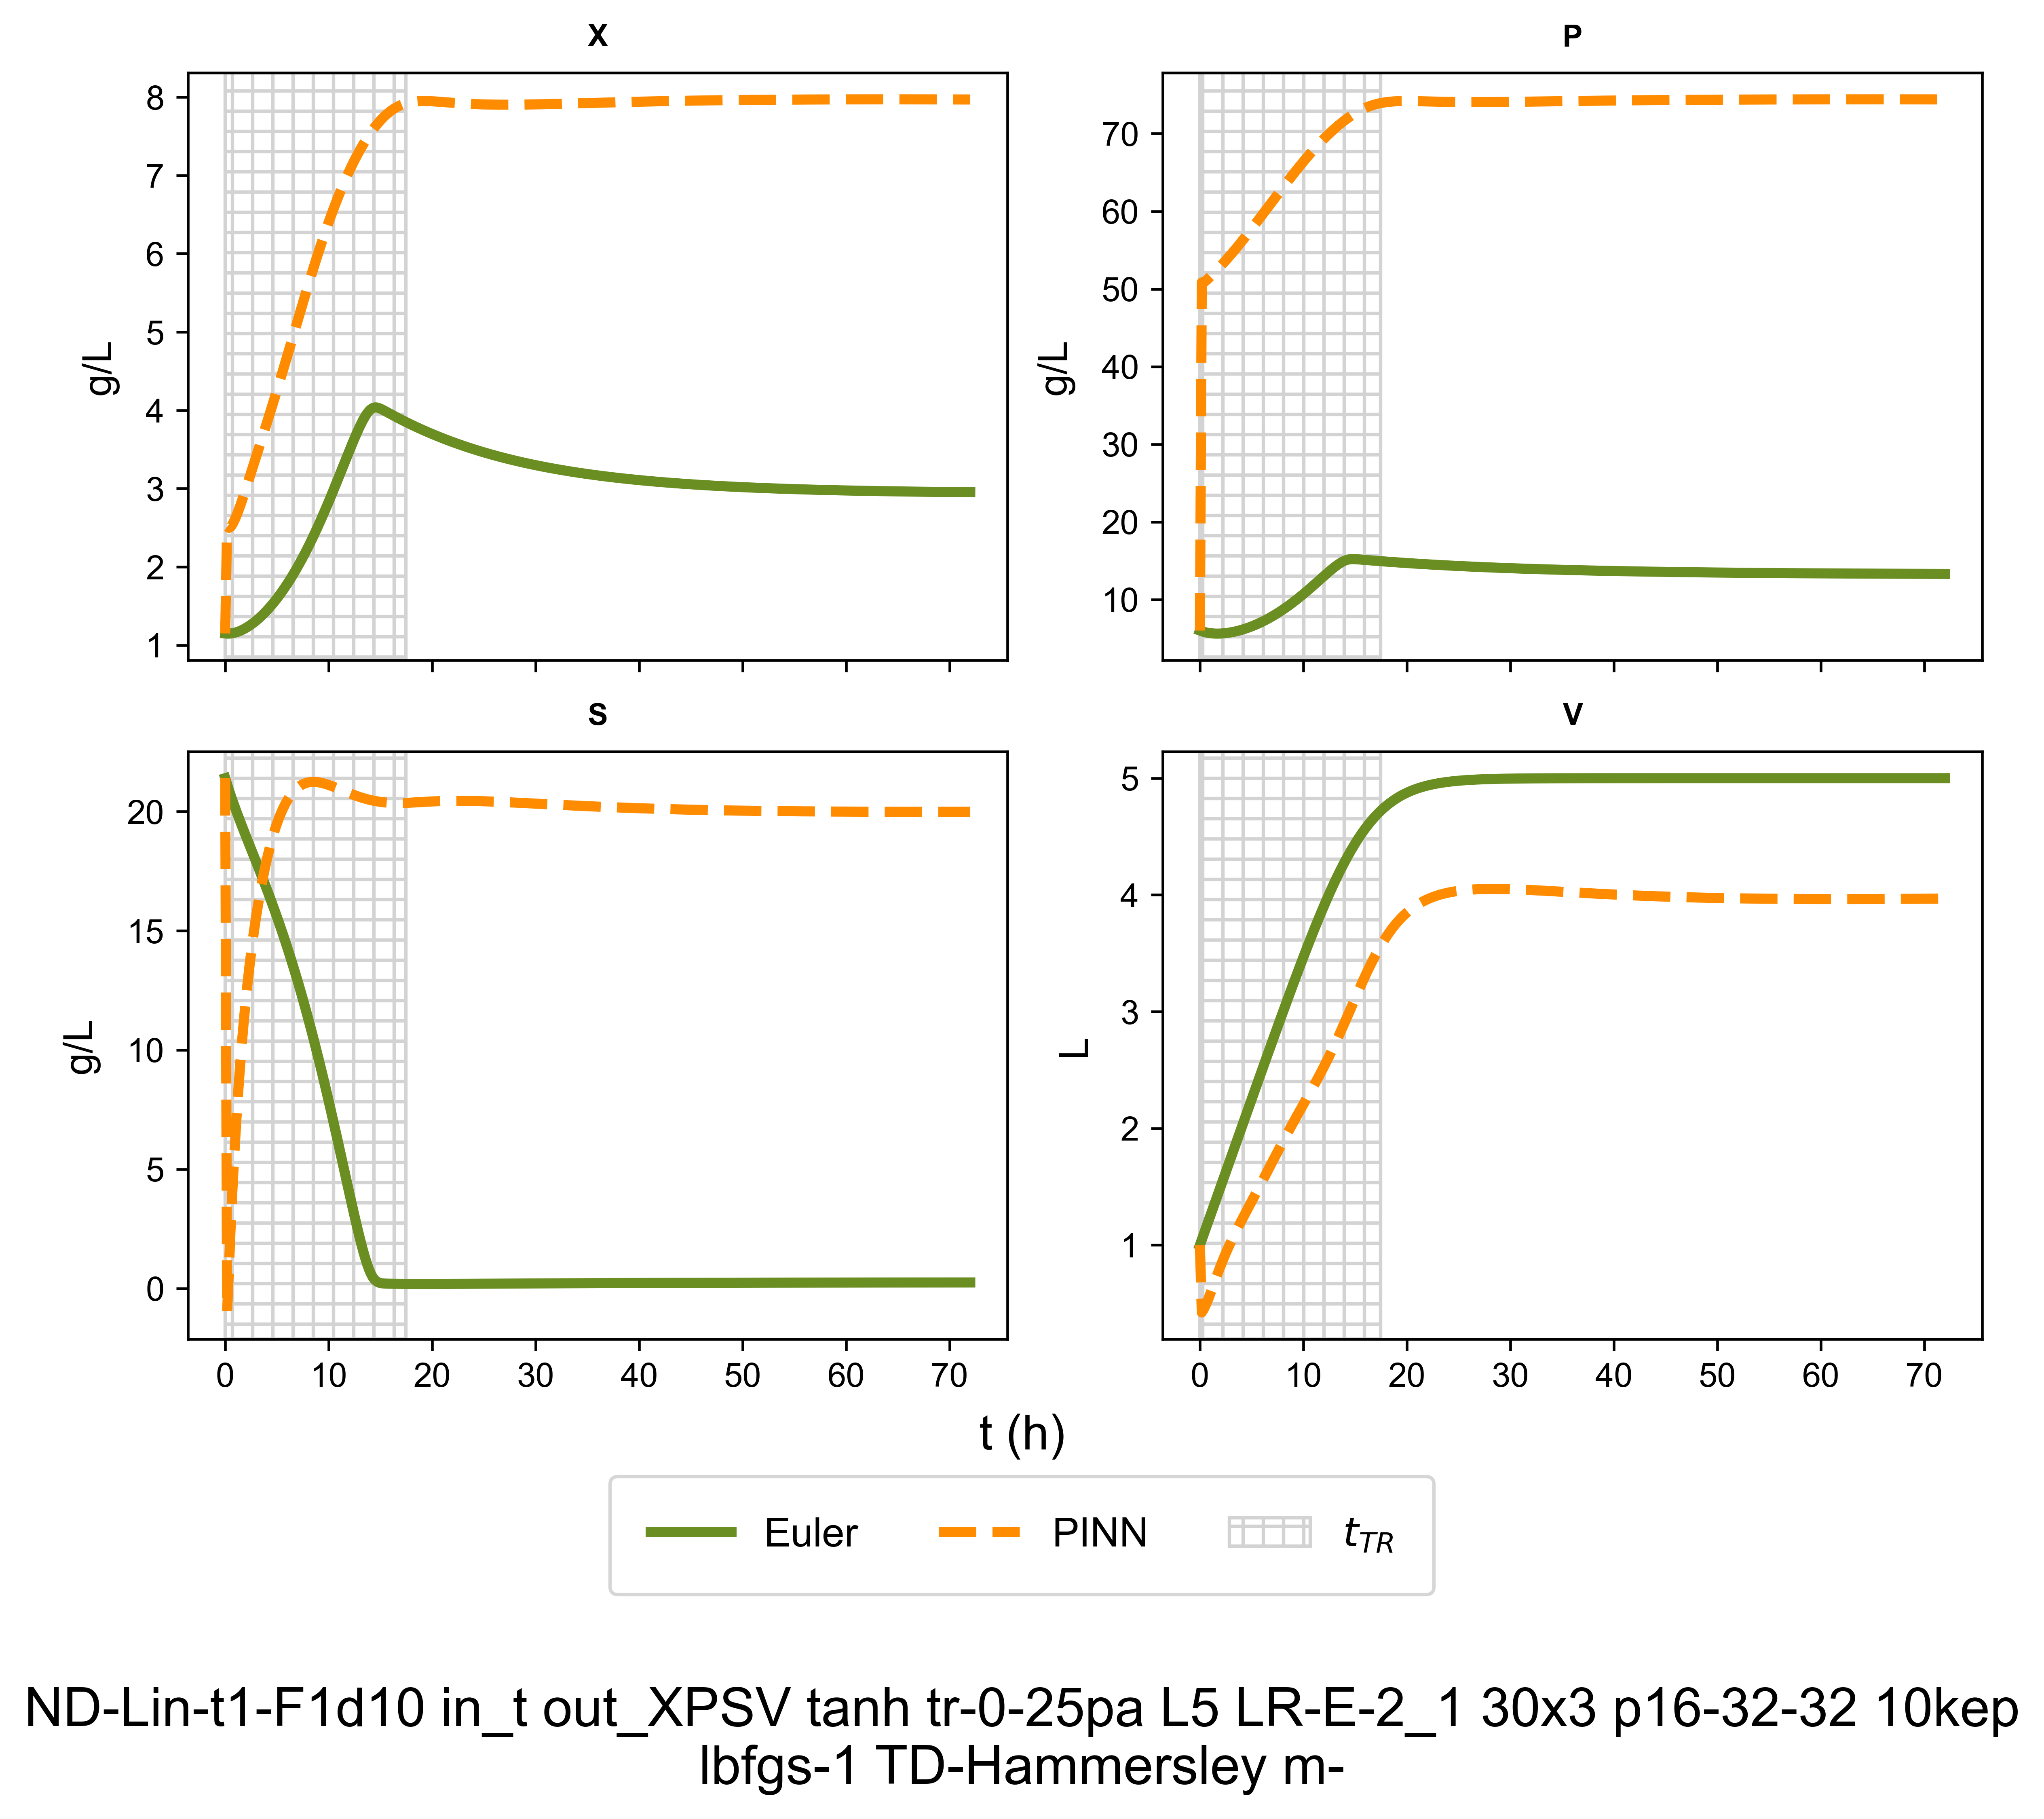 X
P
8
7
6
5
4
3
2
1
g/L
70
60
50
40
30
20
10
g/L
S
V
20
15
10
5
0
g/L
5
4
3
2
1
L
0 10 20 30 40 50 60 70
0 10 20 30 40 50 60 70
t (h)
Euler PINN t_TR
ND-Lin-t1-F1d10 in_t out_XPSV tanh tr-0-25pa L5 LR-E-2_1 30x3 p16-32-32 10kep
lbfgs-1 TD-Hammersley m-